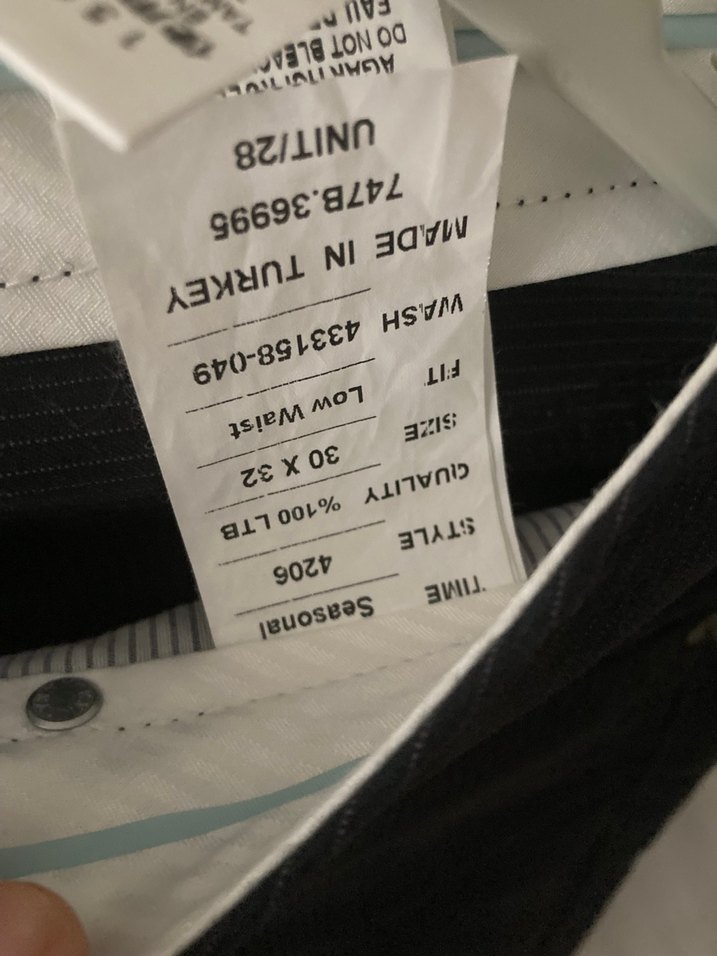 TIME Seasonal
STYLE 4206
QUALITY %100 LTB
SIZE 30 X 32
FIT Low Waist
WASH 433158-049
MADE IN TURKEY
747B.36995
UNIT/28
DO NOT